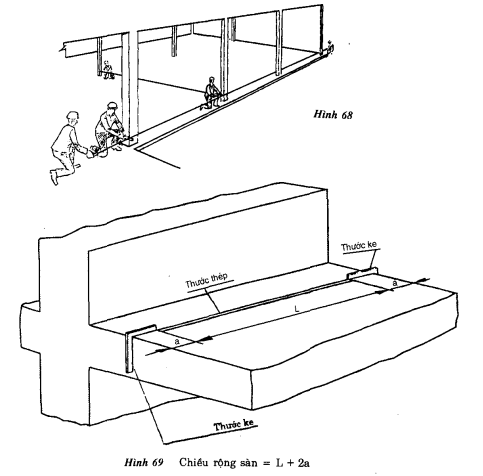 Hình 68
Thước ke
Thước thép
a
L
a
Thước ke
Hình 69 Chiều rộng sàn = L + 2a